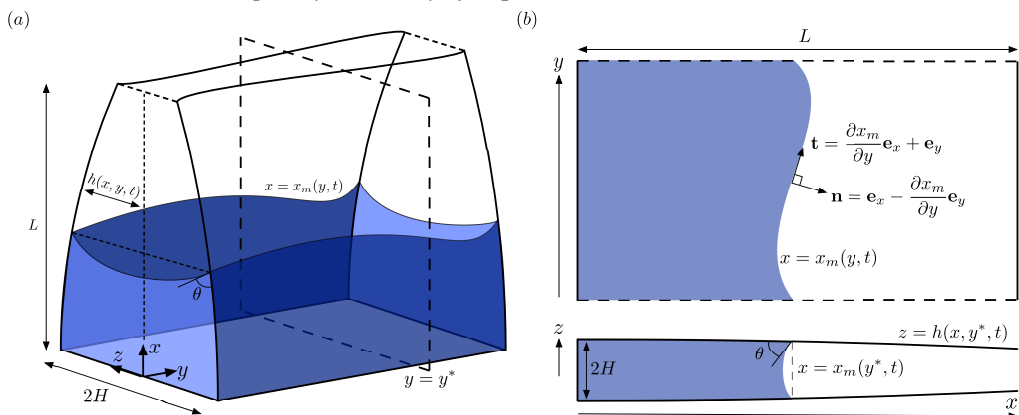 (a)
(b)
L
y
h(x, y, t)
x = x_m(y, t)
t = ∂x_m/∂y e_x + e_y
n = e_x − ∂x_m/∂y e_y
L
x = x_m(y, t)
θ
z
x
y
y = y*
2H
z
z = h(x, y*, t)
θ
2H
x = x_m(y*, t)
x